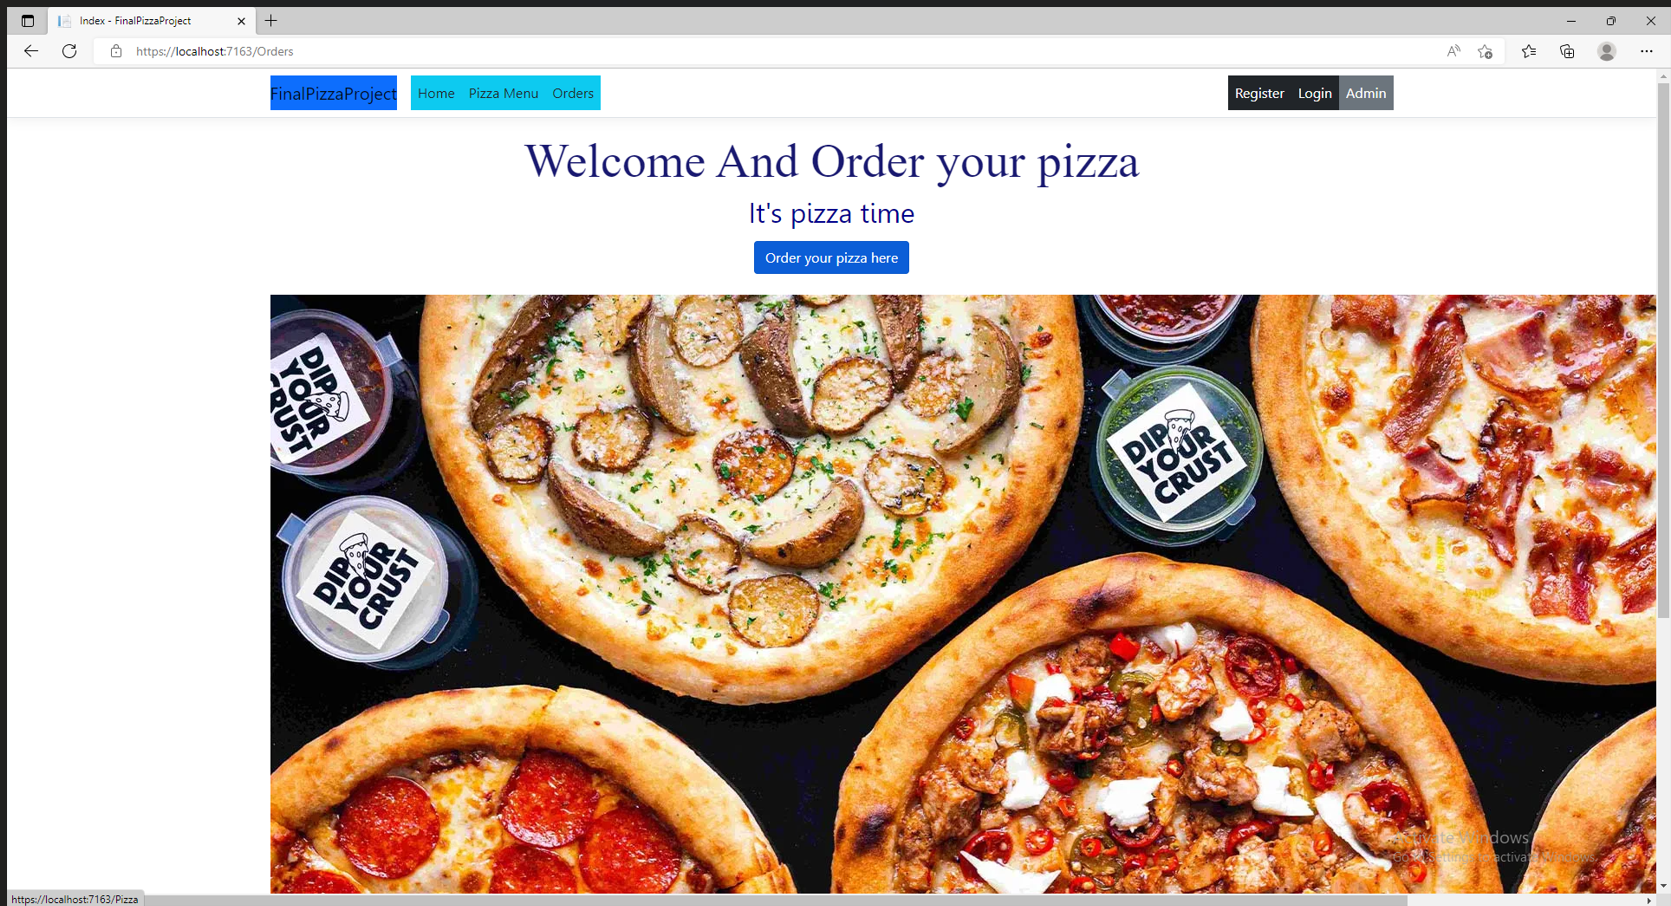 Index - FinalPizzaProject
https://localhost:7163/Orders
FinalPizzaProject
Home Pizza Menu Orders
Register Login Admin
Welcome And Order your pizza
It's pizza time
Order your pizza here
DIP YOUR CRUST
DIP YOUR CRUST
DIP YOUR CRUST
Activate Windows
Go to Settings to activate Windows.
https://localhost:7163/Pizza